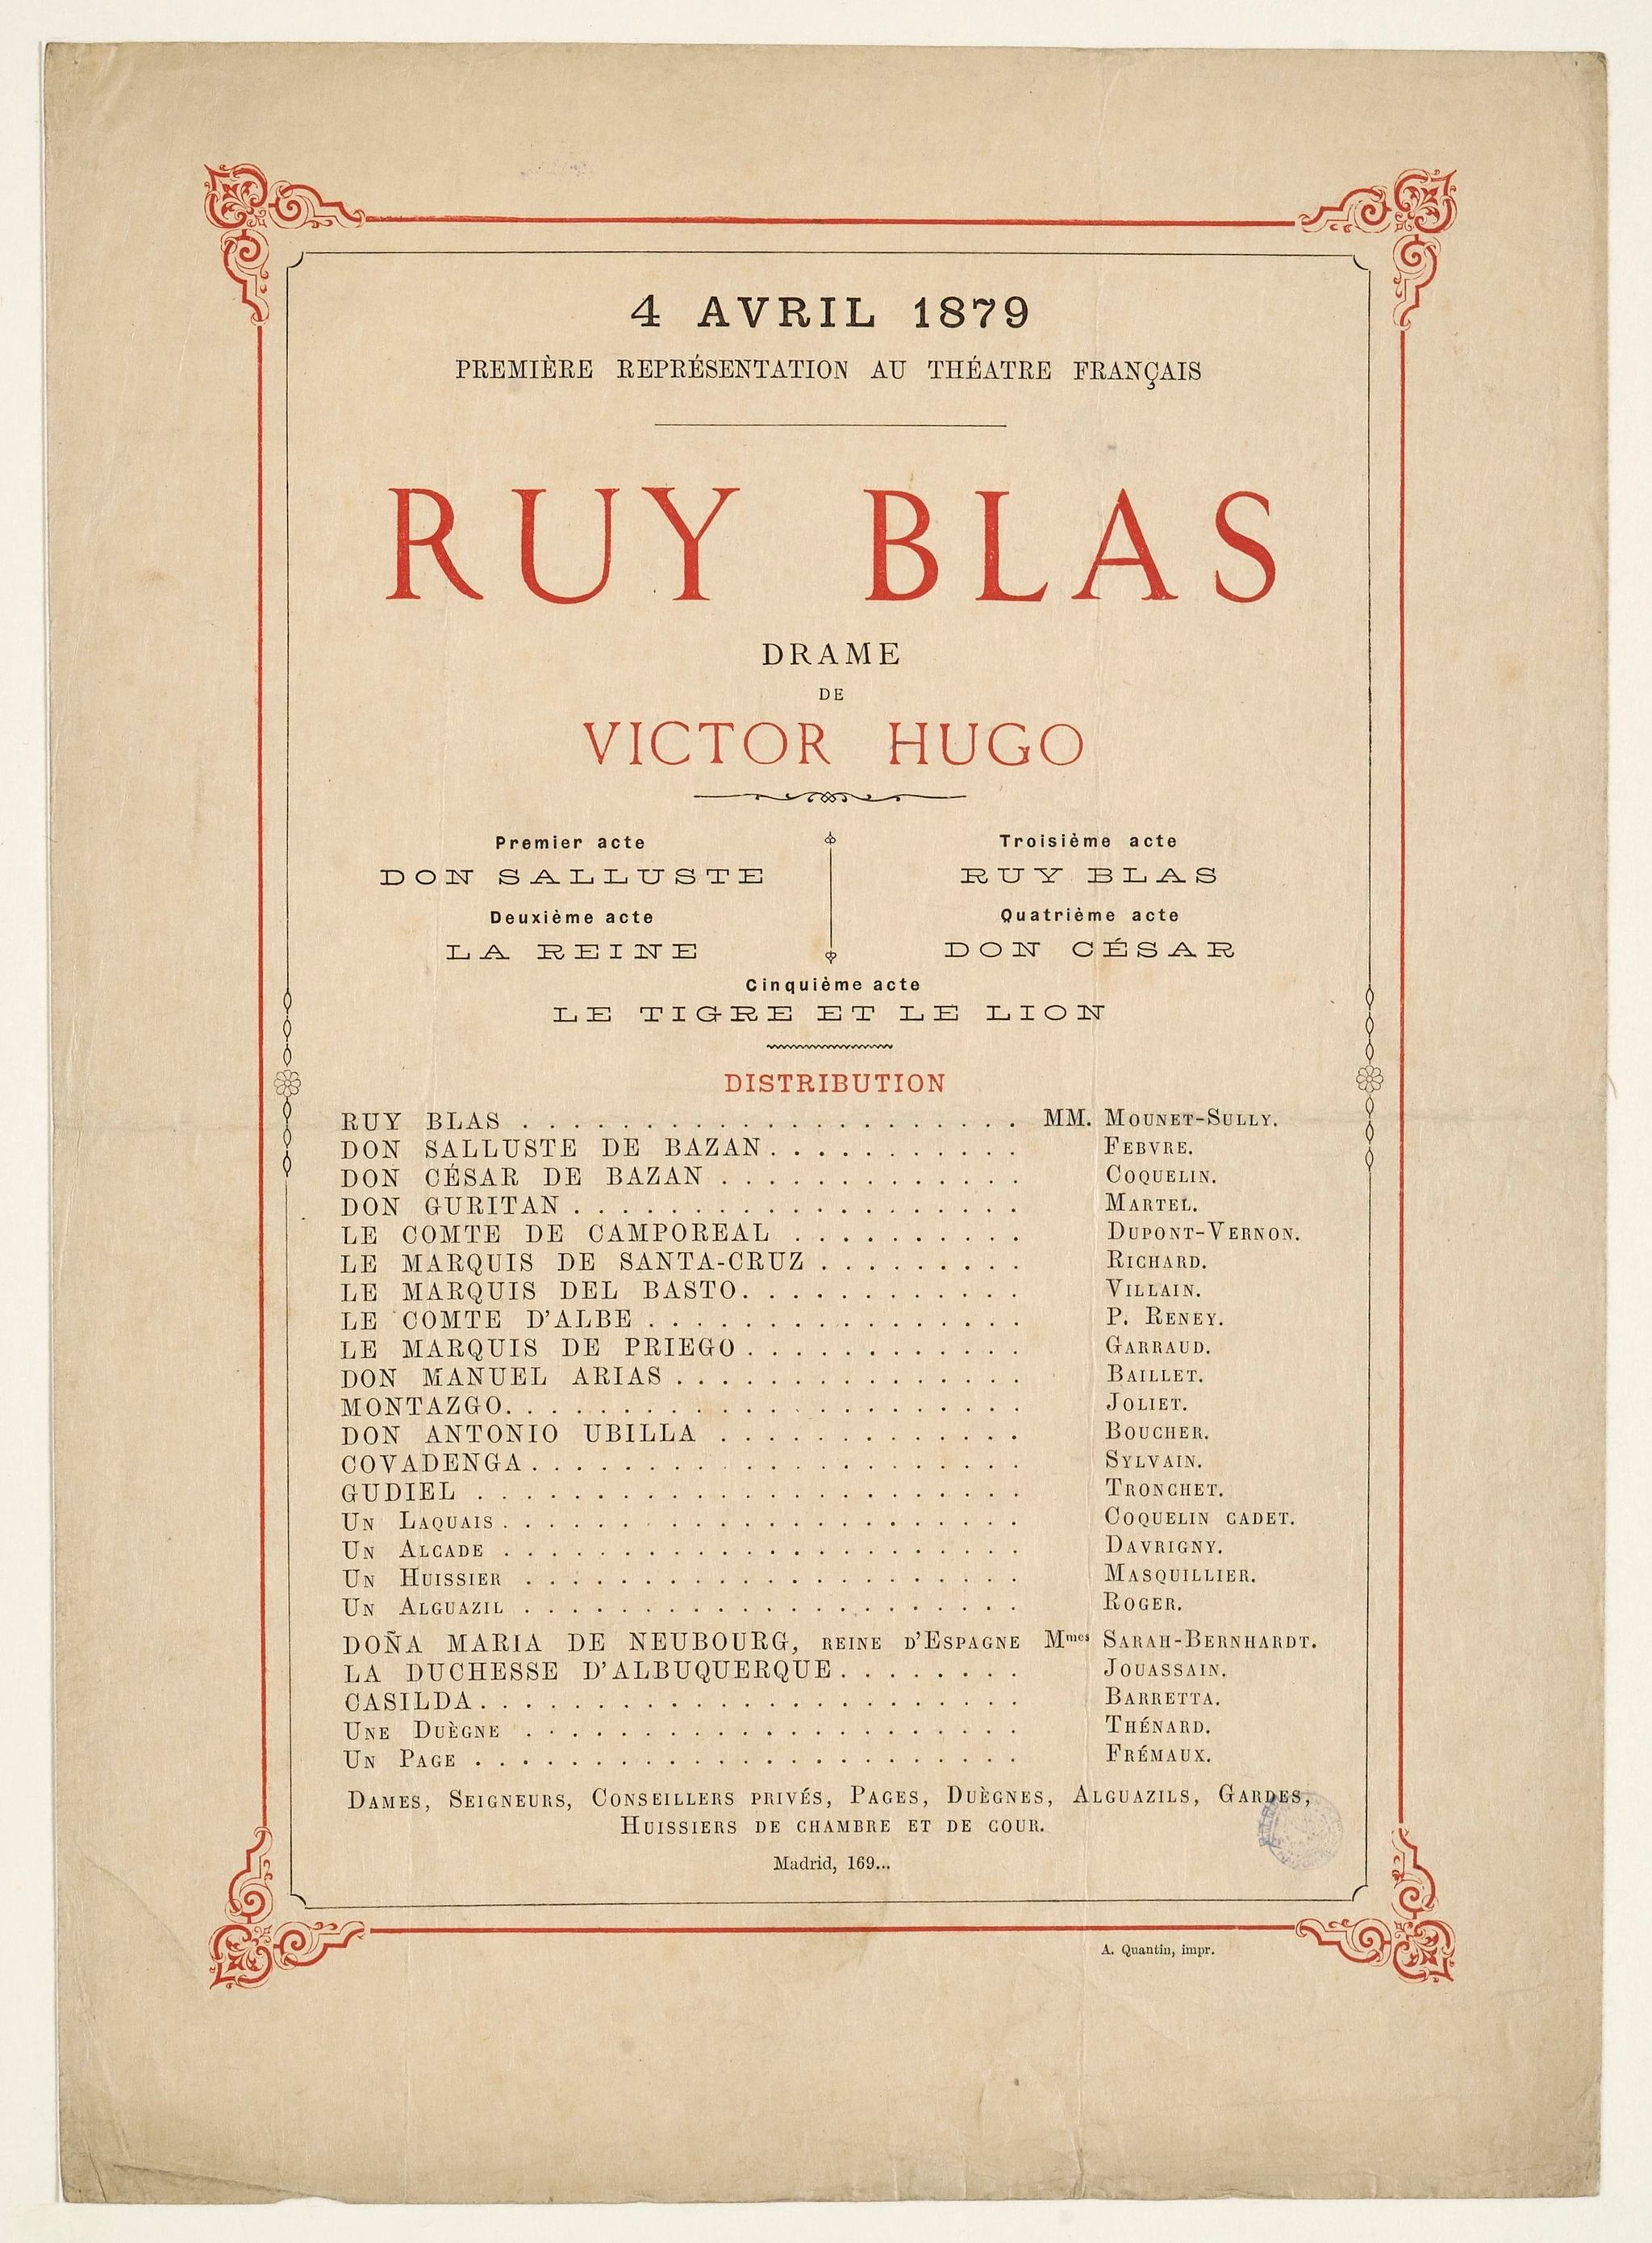 4 AVRIL 1879
PREMIÈRE REPRÉSENTATION AU THÉATRE FRANÇAIS
RUY BLAS
DRAME
DE
VICTOR HUGO
Premier acte
DON SALLUSTE
Deuxième acte
LA REINE
Troisième acte
RUY BLAS
Quatrième acte
DON CÉSAR
Cinquième acte
LE TIGRE ET LE LION
DISTRIBUTION
RUY BLAS . . . . . . . . . . . . . . . . . . . . . MM. MOUNET-SULLY.
DON SALLUSTE DE BAZAN. . . . . . . . . . . FEBVRE.
DON CÉSAR DE BAZAN . . . . . . . . . . . . . COQUELIN.
DON GURITAN . . . . . . . . . . . . . . . . . . . MARTEL.
LE COMTE DE CAMPOREAL . . . . . . . . . . DUPONT-VERNON.
LE MARQUIS DE SANTA-CRUZ . . . . . . . . . RICHARD.
LE MARQUIS DEL BASTO. . . . . . . . . . . . VILLAIN.
LE COMTE D'ALBE . . . . . . . . . . . . . . . . P. RENEY.
LE MARQUIS DE PRIEGO . . . . . . . . . . . . GARRAUD.
DON MANUEL ARIAS . . . . . . . . . . . . . . . BAILLET.
MONTAZGO. . . . . . . . . . . . . . . . . . . . . . JOLIET.
DON ANTONIO UBILLA . . . . . . . . . . . . . BOUCHER.
COVADENGA . . . . . . . . . . . . . . . . . . . . . SYLVAIN.
GUDIEL . . . . . . . . . . . . . . . . . . . . . . . TRONCHET.
UN LAQUAIS . . . . . . . . . . . . . . . . . . . . . . COQUELIN CADET.
UN ALCADE . . . . . . . . . . . . . . . . . . . . . . DAVRIGNY.
UN HUISSIER . . . . . . . . . . . . . . . . . . . . . MASQUILLIER.
UN ALGUAZIL . . . . . . . . . . . . . . . . . . . . . ROGER.
DOÑA MARIA DE NEUBOURG, REINE D'ESPAGNE Mmes SARAH-BERNHARDT.
LA DUCHESSE D'ALBUQUERQUE. . . . . . . . JOUASSAIN.
CASILDA. . . . . . . . . . . . . . . . . . . . . . . BARRETTA.
UNE DUÈGNE . . . . . . . . . . . . . . . . . . . . . THÉNARD.
UN PAGE . . . . . . . . . . . . . . . . . . . . . . . FRÉMAUX.
DAMES, SEIGNEURS, CONSEILLERS PRIVÉS, PAGES, DUÈGNES, ALGUAZILS, GARDES,
HUISSIERS DE CHAMBRE ET DE COUR.
Madrid, 169...
A. Quantin, impr.